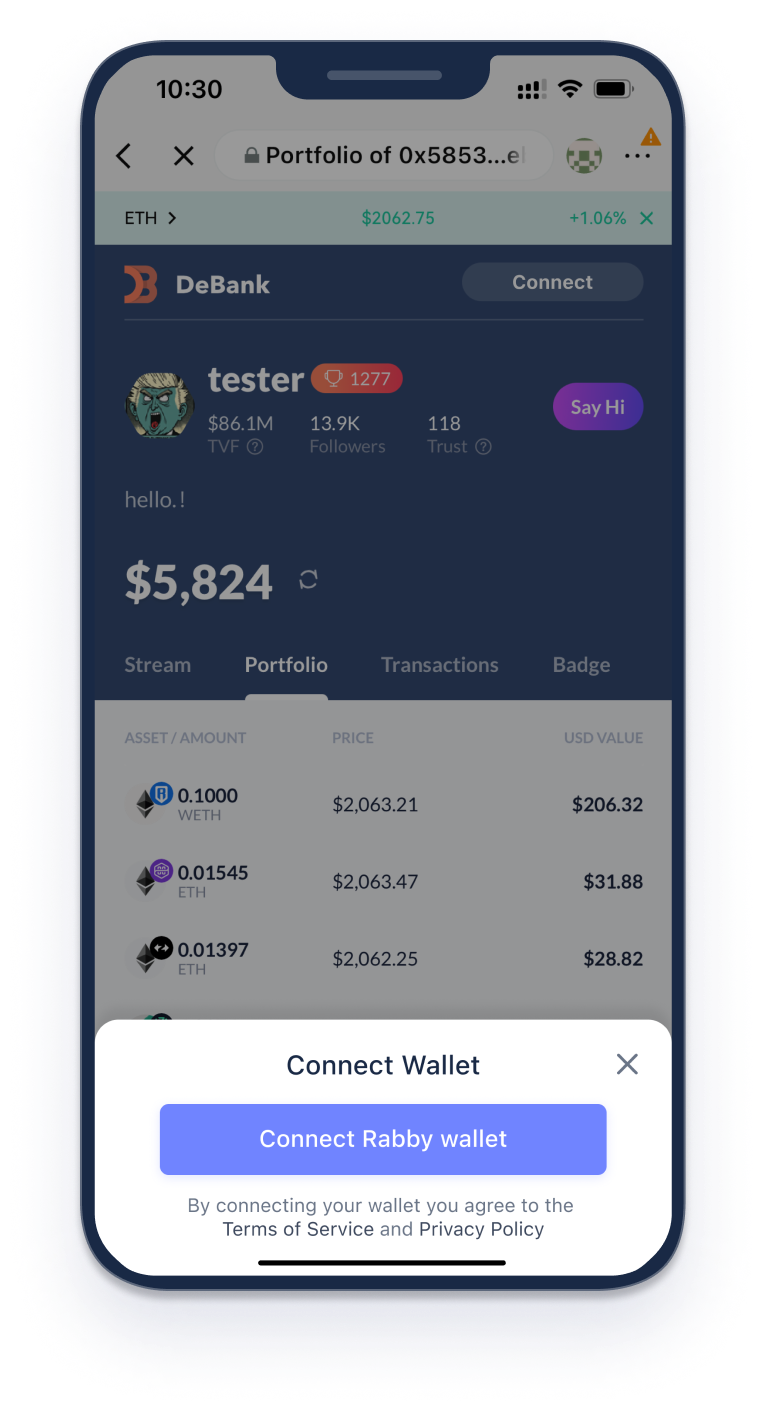 10:30
Portfolio of 0x5853...el
ETH $2062.75 +1.06%
DeBank Connect
tester 1277
$86.1M 13.9K 118
TVF Followers Trust
Say Hi
hello.!
$5,824
Stream Portfolio Transactions Badge
ASSET / AMOUNT PRICE USD VALUE
0.1000 $2,063.21 $206.32
WETH
0.01545 $2,063.47 $31.88
ETH
0.01397 $2,062.25 $28.82
ETH
Connect Wallet
Connect Rabby wallet
By connecting your wallet you agree to the
Terms of Service and Privacy Policy